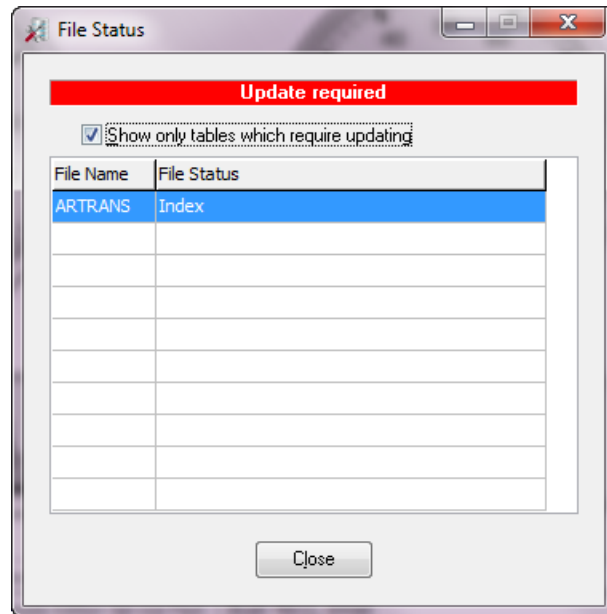 File Status
Update required
Show only tables which require updating
File Name File Status
ARTRANS Index
Close